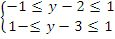 −1 ≤ y − 2 ≤ 1
1−≤ y − 3 ≤ 1